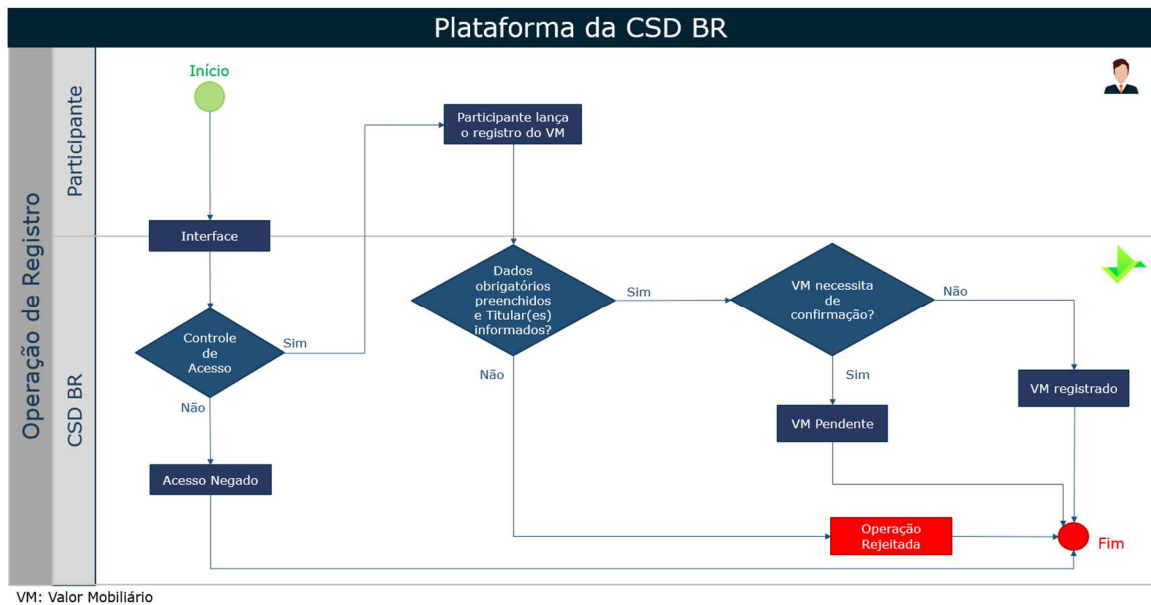 Plataforma da CSD BR
Operação de Registro
Participante
CSD BR
Início
Participante lança
o registro do VM
Interface
Dados
obrigatórios
preenchidos
e Titular(es)
informados?
Sim
VM necessita
de
confirmação?
Não
Controle
de
Acesso
Sim
Não
Sim
VM registrado
Não
VM Pendente
Acesso Negado
Operação
Rejeitada
Fim
VM: Valor Mobiliário